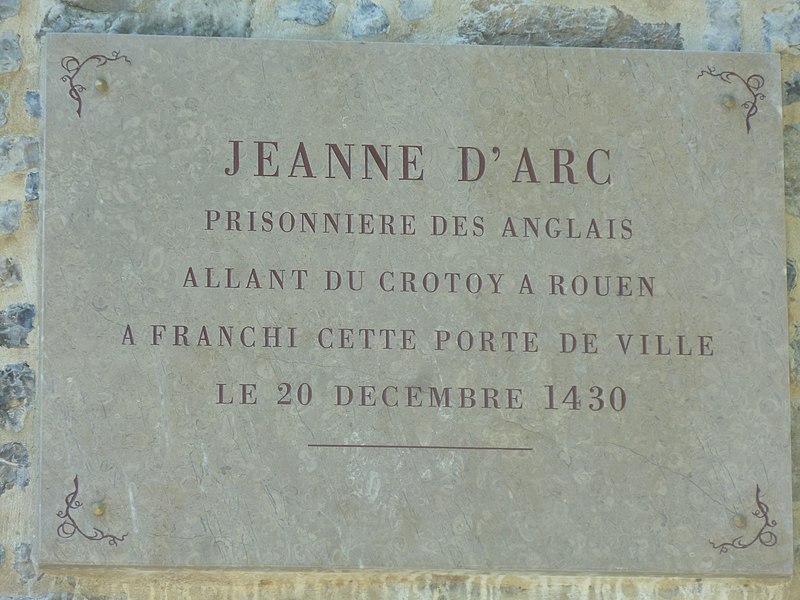 JEANNE D'ARC
PRISONNIERE DES ANGLAIS
ALLANT DU CROTOY A ROUEN
A FRANCHI CETTE PORTE DE VILLE
LE 20 DECEMBRE 1430